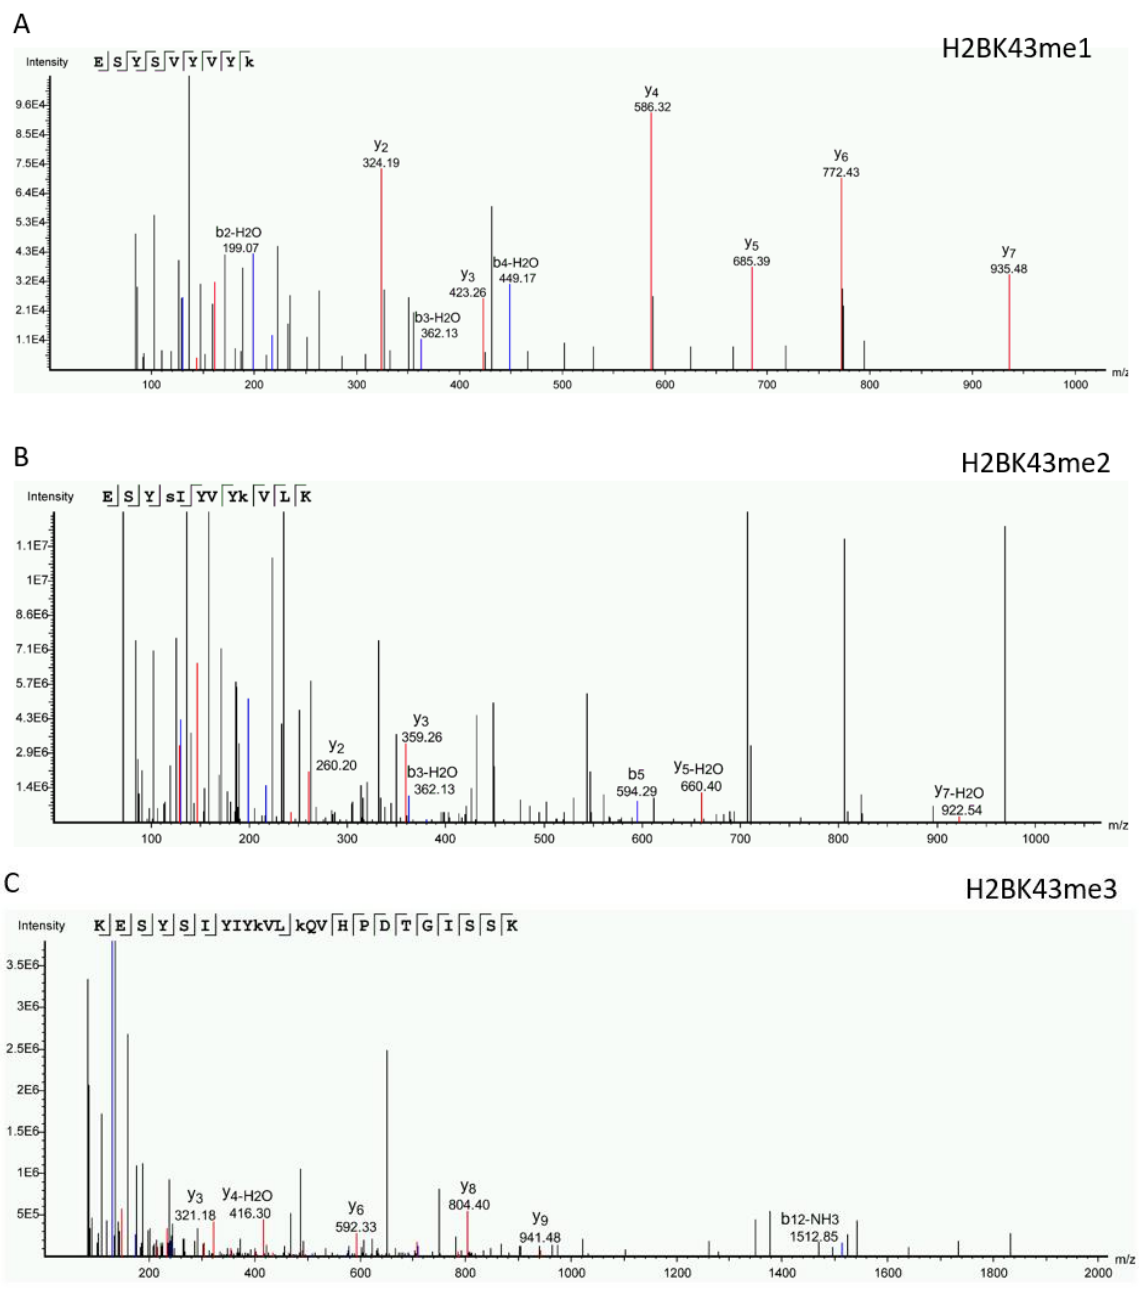 A
H2BK43me1
Intensity
E S Y S V Y V Y k
9.6E4
8.5E4
7.5E4
6.4E4
5.3E4
4.3E4
3.2E4
2.1E4
1.1E4
b2-H2O
199.07
y2
324.19
b3-H2O
362.13
y3
423.26
b4-H2O
449.17
y4
586.32
y5
685.39
y6
772.43
y7
935.48
100 200 300 400 500 600 700 800 900 1000 m/z
B
H2BK43me2
Intensity
E S Y sI YV Yk V L K
1.1E7
1E7
8.6E6
7.1E6
5.7E6
4.3E6
2.9E6
1.4E6
y2
260.20
y3
359.26
b3-H2O
362.13
b5
594.29
y5-H2O
660.40
y7-H2O
922.54
100 200 300 400 500 600 700 800 900 1000 m/z
C
H2BK43me3
Intensity
K E S Y S I YIYkVL kQV H P D T G I S S K
3.5E6
3E6
2.5E6
2E6
1.5E6
1E6
5E5
y3
321.18
y4-H2O
416.30
y6
592.33
y8
804.40
y9
941.48
b12-NH3
1512.85
200 400 600 800 1000 1200 1400 1600 1800 2000 m/z